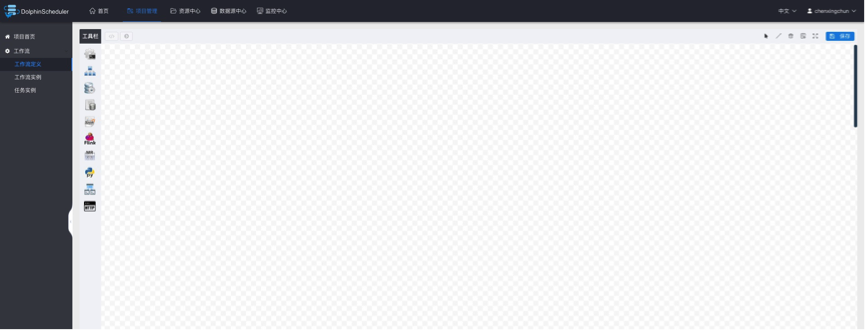 DolphinScheduler
首页
项目管理
资源中心
数据源中心
监控中心
中文
chenxingchun
项目首页
工作流
工作流定义
工作流实例
任务实例
工具栏
保存
Flink
HTTP